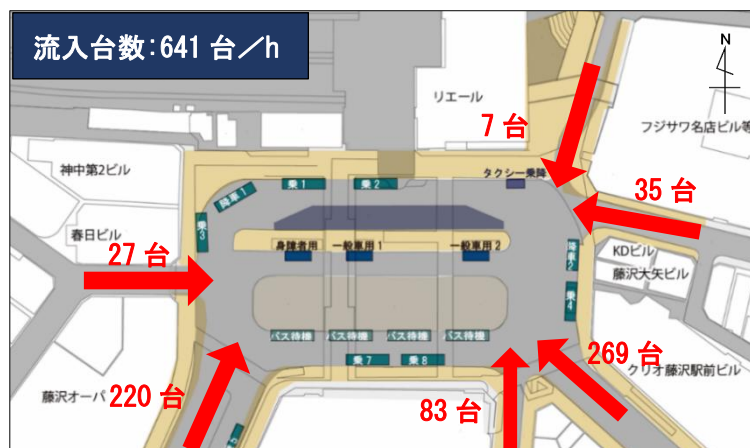 流入台数:641 台/h
N
リエール
フジサワ名店ビル等
7 台
神中第2ビル
タクシー乗降
乗1
乗2
降車1
35 台
乗3
春日ビル
身障者用
一般車用 1
一般車用 2
降車2
KDビル
藤沢大矢ビル
27 台
乗4
バス待機
バス待機
バス待機
バス待機
269 台
乗7
乗8
クリオ藤沢駅前ビル
藤沢オーパ
220 台
83 台